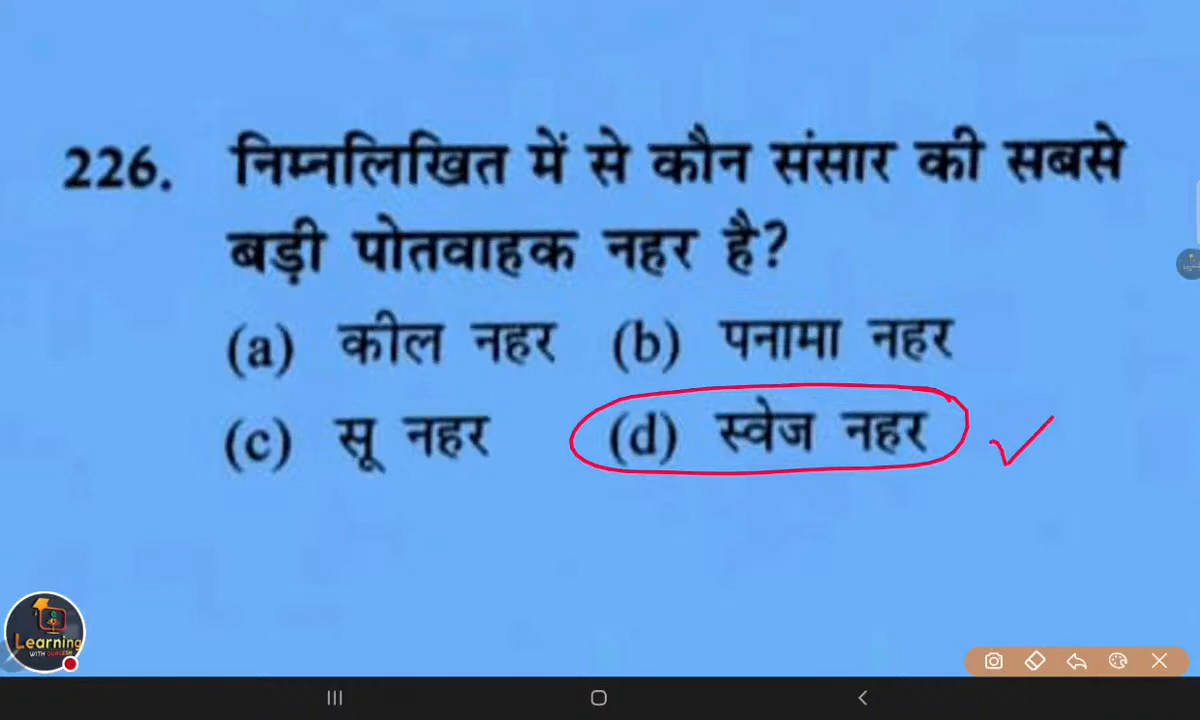 226. निम्नलिखित में से कौन संसार की सबसे
बड़ी पोतवाहक नहर है?
(a) कील नहर (b) पनामा नहर
(c) सू नहर (d) स्वेज नहर
Learning